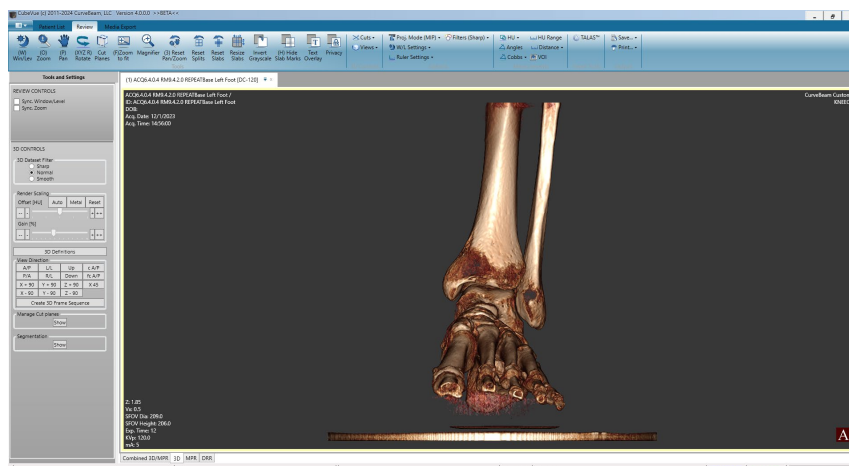 CubeVue (c) 2011-2024 CurveBeam, LLC Version 4.0.0.0 >>BETA<<
Patient List Review Media Export
(W) Win/Lev
(O) Zoom
(P) Pan
(XYZ R) Rotate
Cut Planes
(F)Zoom to fit
Magnifier
(3) Reset Pan/Zoom
Reset Splits
Reset Slabs
Resize Slabs
Invert Grayscale
(H) Hide Slab Marks
Text Overlay
Privacy
Cuts
Views
Proj. Mode (MIP)
Filters (Sharp)
W/L Settings
Ruler Settings
HU
HU Range
Angles
Distance
Cobbs
VOI
TALAS™
Save...
Print...
Tools
Tools and Settings
(1) ACQ6.4.0.4 RM9.4.2.0 REPEATBase Left Foot [DC-120]
REVIEW CONTROLS
Sync. Window/Level
Sync. Zoom
3D CONTROLS
3D Dataset Filter
Sharp
Normal
Smooth
Render Scaling
Offset [HU] Auto Metal Reset
Gain [%]
3D Definitions
View Direction
A/P L/L Up c A/P
P/A R/L Down fc A/P
X + 90 Y + 90 Z + 90 X 45
X - 90 Y - 90 Z - 90
Create 3D Frame Sequence
Manage Cut-planes
Show
Segmentation
Show
ACQ6.4.0.4 RM9.4.2.0 REPEATBase Left Foot /
ID: ACQ6.4.0.4 RM9.4.2.0 REPEATBase Left Foot
DOB:
Acq. Date: 12/1/2023
Acq. Time: 14:56:00
CurveBeam Custom
KNEEC
Z: 1.85
Vx: 0.5
SFOV Dia: 209.0
SFOV Height: 206.0
Exp. Time: 12
KVp: 120.0
mA: 5
A
Combined 3D/MPR 3D MPR DRR